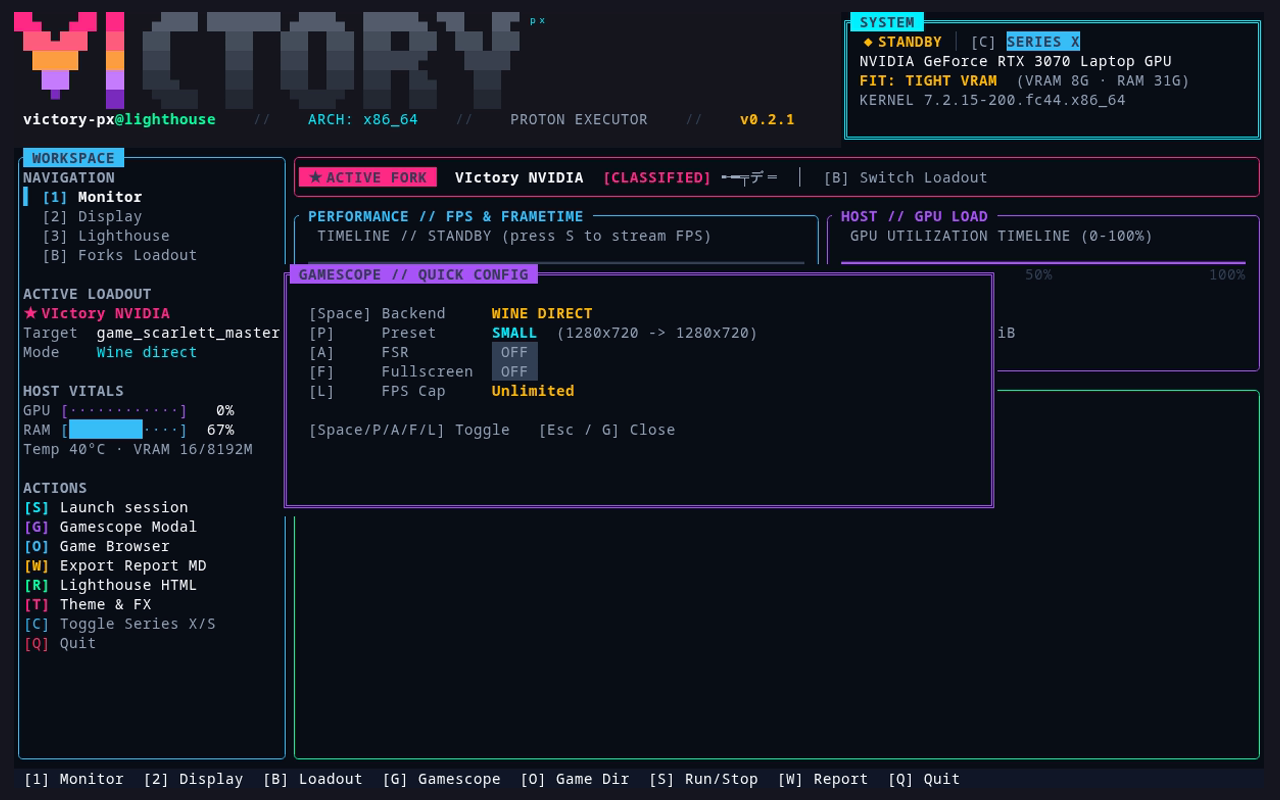 VICTORY px
victory-px@lighthouse // ARCH: x86_64 // PROTON EXECUTOR // v0.2.1
SYSTEM
◆ STANDBY │ [C] SERIES X
NVIDIA GeForce RTX 3070 Laptop GPU
FIT: TIGHT VRAM (VRAM 8G · RAM 31G)
KERNEL 7.2.15-200.fc44.x86_64
WORKSPACE
NAVIGATION
[1] Monitor
[2] Display
[3] Lighthouse
[B] Forks Loadout
ACTIVE LOADOUT
★ VIctory NVIDIA
Target game_scarlett_master
Mode Wine direct
HOST VITALS
GPU [············] 0%
RAM [████████····] 67%
Temp 40°C · VRAM 16/8192M
ACTIONS
[S] Launch session
[G] Gamescope Modal
[O] Game Browser
[W] Export Report MD
[R] Lighthouse HTML
[T] Theme & FX
[C] Toggle Series X/S
[Q] Quit
★ ACTIVE FORK VIctory NVIDIA [CLASSIFIED] ╾━╤デ═ │ [B] Switch Loadout
PERFORMANCE // FPS & FRAMETIME
TIMELINE // STANDBY (press S to stream FPS)
HOST // GPU LOAD
GPU UTILIZATION TIMELINE (0-100%)
50% 100%
iB
GAMESCOPE // QUICK CONFIG
[Space] Backend WINE DIRECT
[P] Preset SMALL (1280x720 -> 1280x720)
[A] FSR OFF
[F] Fullscreen OFF
[L] FPS Cap Unlimited
[Space/P/A/F/L] Toggle [Esc / G] Close
[1] Monitor [2] Display [B] Loadout [G] Gamescope [O] Game Dir [S] Run/Stop [W] Report [Q] Quit